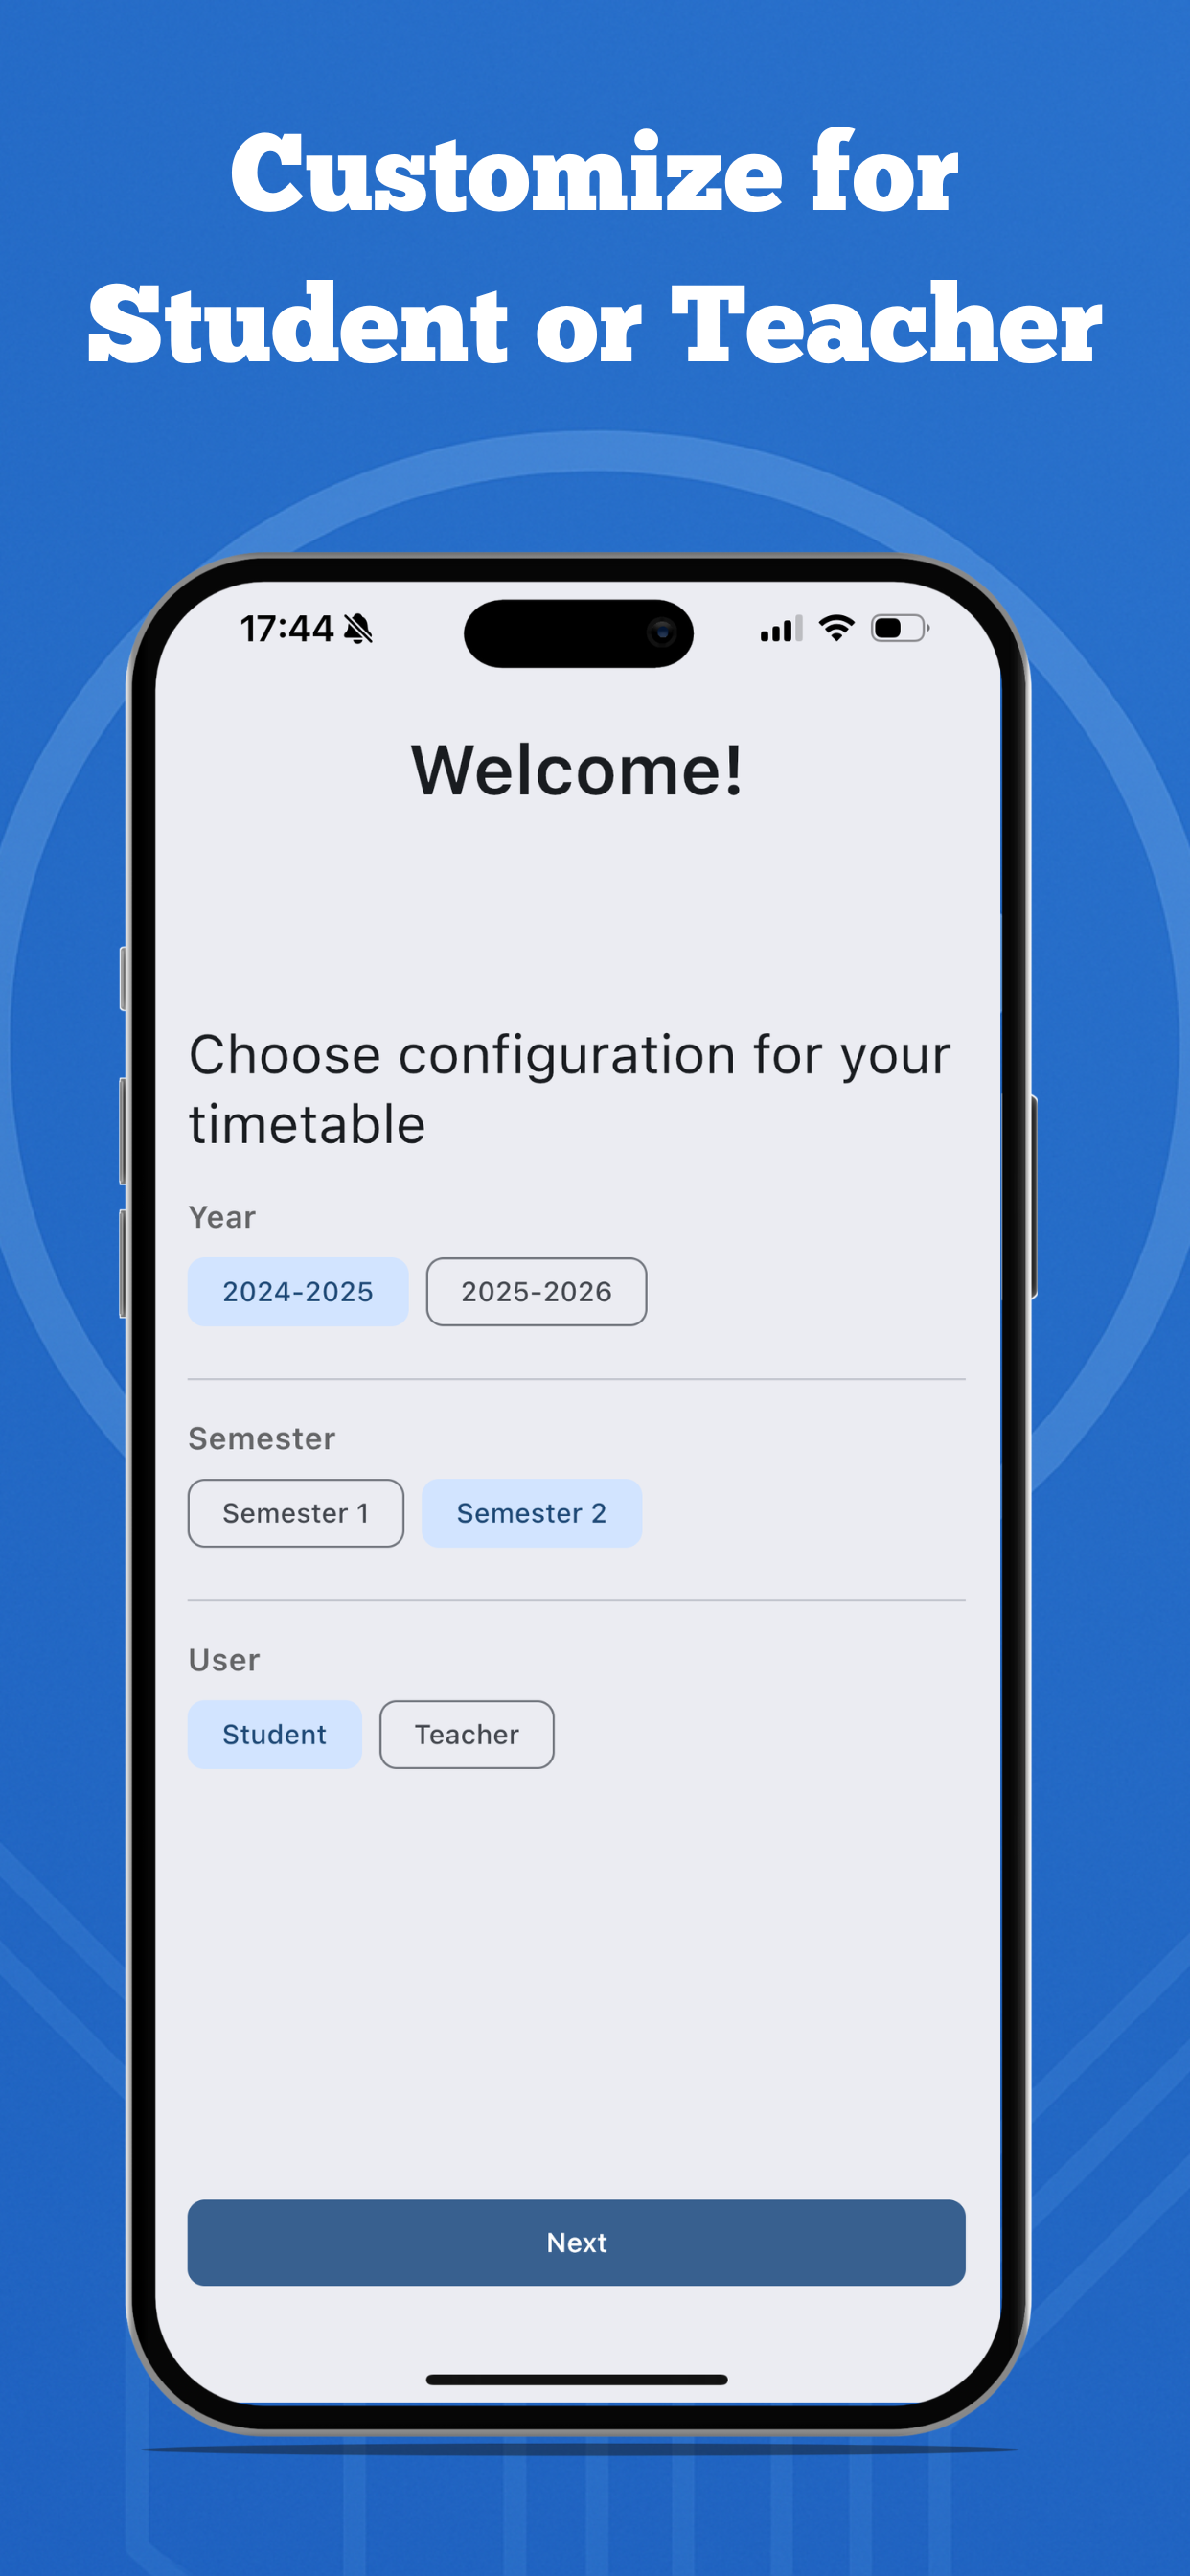 Customize for
Student or Teacher
17:44
Welcome!
Choose configuration for your
timetable
Year
2024-2025 2025-2026
Semester
Semester 1 Semester 2
User
Student Teacher
Next